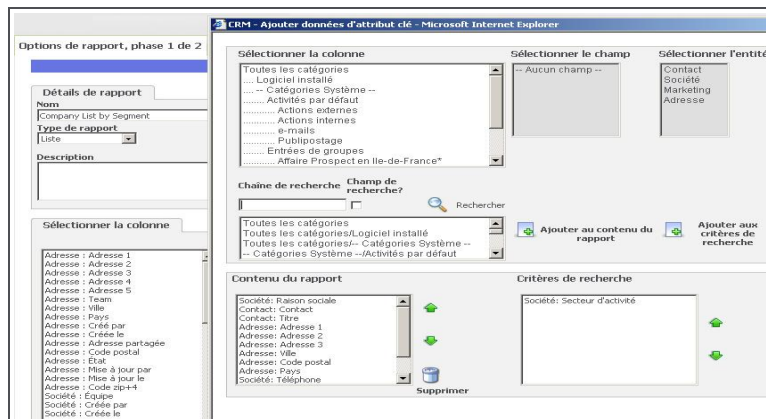 CRM - Ajouter données d'attribut clé - Microsoft Internet Explorer
Options de rapport, phase 1 de 2
Détails de rapport
Nom
Company List by Segment
Type de rapport
Liste
Description
Sélectionner la colonne
Adresse : Adresse 1
Adresse : Adresse 2
Adresse : Adresse 3
Adresse : Adresse 4
Adresse : Adresse 5
Adresse : Team
Adresse : Ville
Adresse : Pays
Adresse : Créé par
Adresse : Créée le
Adresse : Adresse partagée
Adresse : Code postal
Adresse : État
Adresse : Mise à jour par
Adresse : Mise à jour le
Adresse : Code zip+4
Société : Équipe
Société : Créée par
Société : Créée le
Sélectionner la colonne
Toutes les catégories
.... Logiciel installé
.... -- Catégories Système --
........ Activités par défaut
............ Actions externes
............ Actions internes
............ e-mails
............ Publipostage
........ Entrées de groupes
............ Affaire Prospect en Ile-de-France*
Sélectionner le champ
-- Aucun champ --
Sélectionner l'entité
Contact
Société
Marketing
Adresse
Chaîne de recherche
Champ de
recherche?
Rechercher
Toutes les catégories
Toutes les catégories/Logiciel installé
Toutes les catégories/-- Catégories Système --
-- Catégories Système --/Activités par défaut
Ajouter au contenu du
rapport
Ajouter aux
critères de
recherche
Contenu du rapport
Société: Raison sociale
Contact: Contact
Contact: Titre
Adresse: Adresse 1
Adresse: Adresse 2
Adresse: Adresse 3
Adresse: Ville
Adresse: Code postal
Adresse: Pays
Société: Téléphone
Supprimer
Critères de recherche
Société: Secteur d'activité